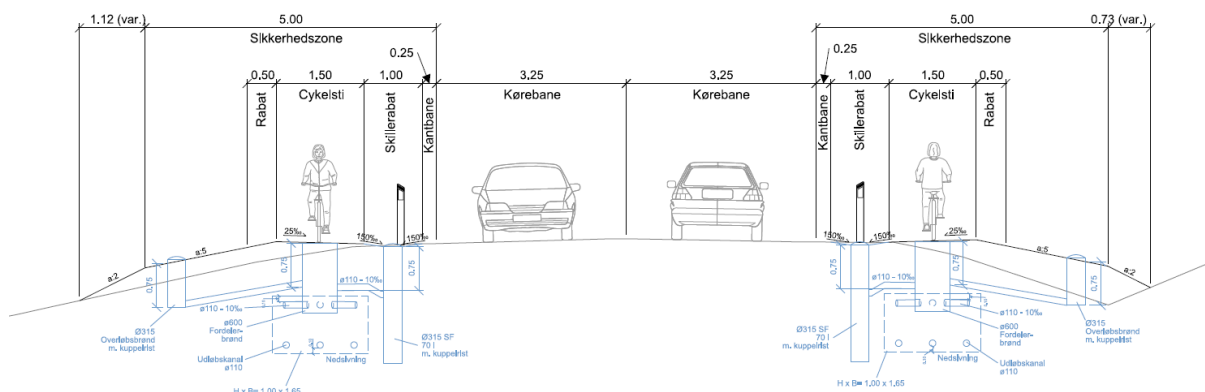 1.12 (var.)
5.00
Sikkerhedszone
0.25
0,50
1,50
1,00
3,25
3,25
Rabat
Cykelsti
Skillerabat
Kantbane
Kørebane
Kørebane
5.00
0.73 (var.)
Sikkerhedszone
0.25
1,00
1,50
0,50
Kantbane
Skillerabat
Cykelsti
Rabat
25‰
150‰
150‰
a:5
a:2
0,75
0,75
0,75
ø110 - 10‰
ø110 - 10‰
Ø315
Overløbsbrønd
m. kuppelrist
ø600
Fordeler-
brønd
Ø315 SF
70 l
m. kuppelrist
Udløbskanal
ø110
Nedsivning
H x B= 1,00 x 1,65
150‰
150‰
25‰
a:5
a:2
0,75
0,75
0,75
ø110 - 10‰
ø110 - 10‰
ø600
Fordeler-
brønd
Ø315
Overløbsbrønd
m. kuppelrist
Ø315 SF
70 l
m. kuppelrist
Nedsivning
Udløbskanal
ø110
H x B= 1,00 x 1,65